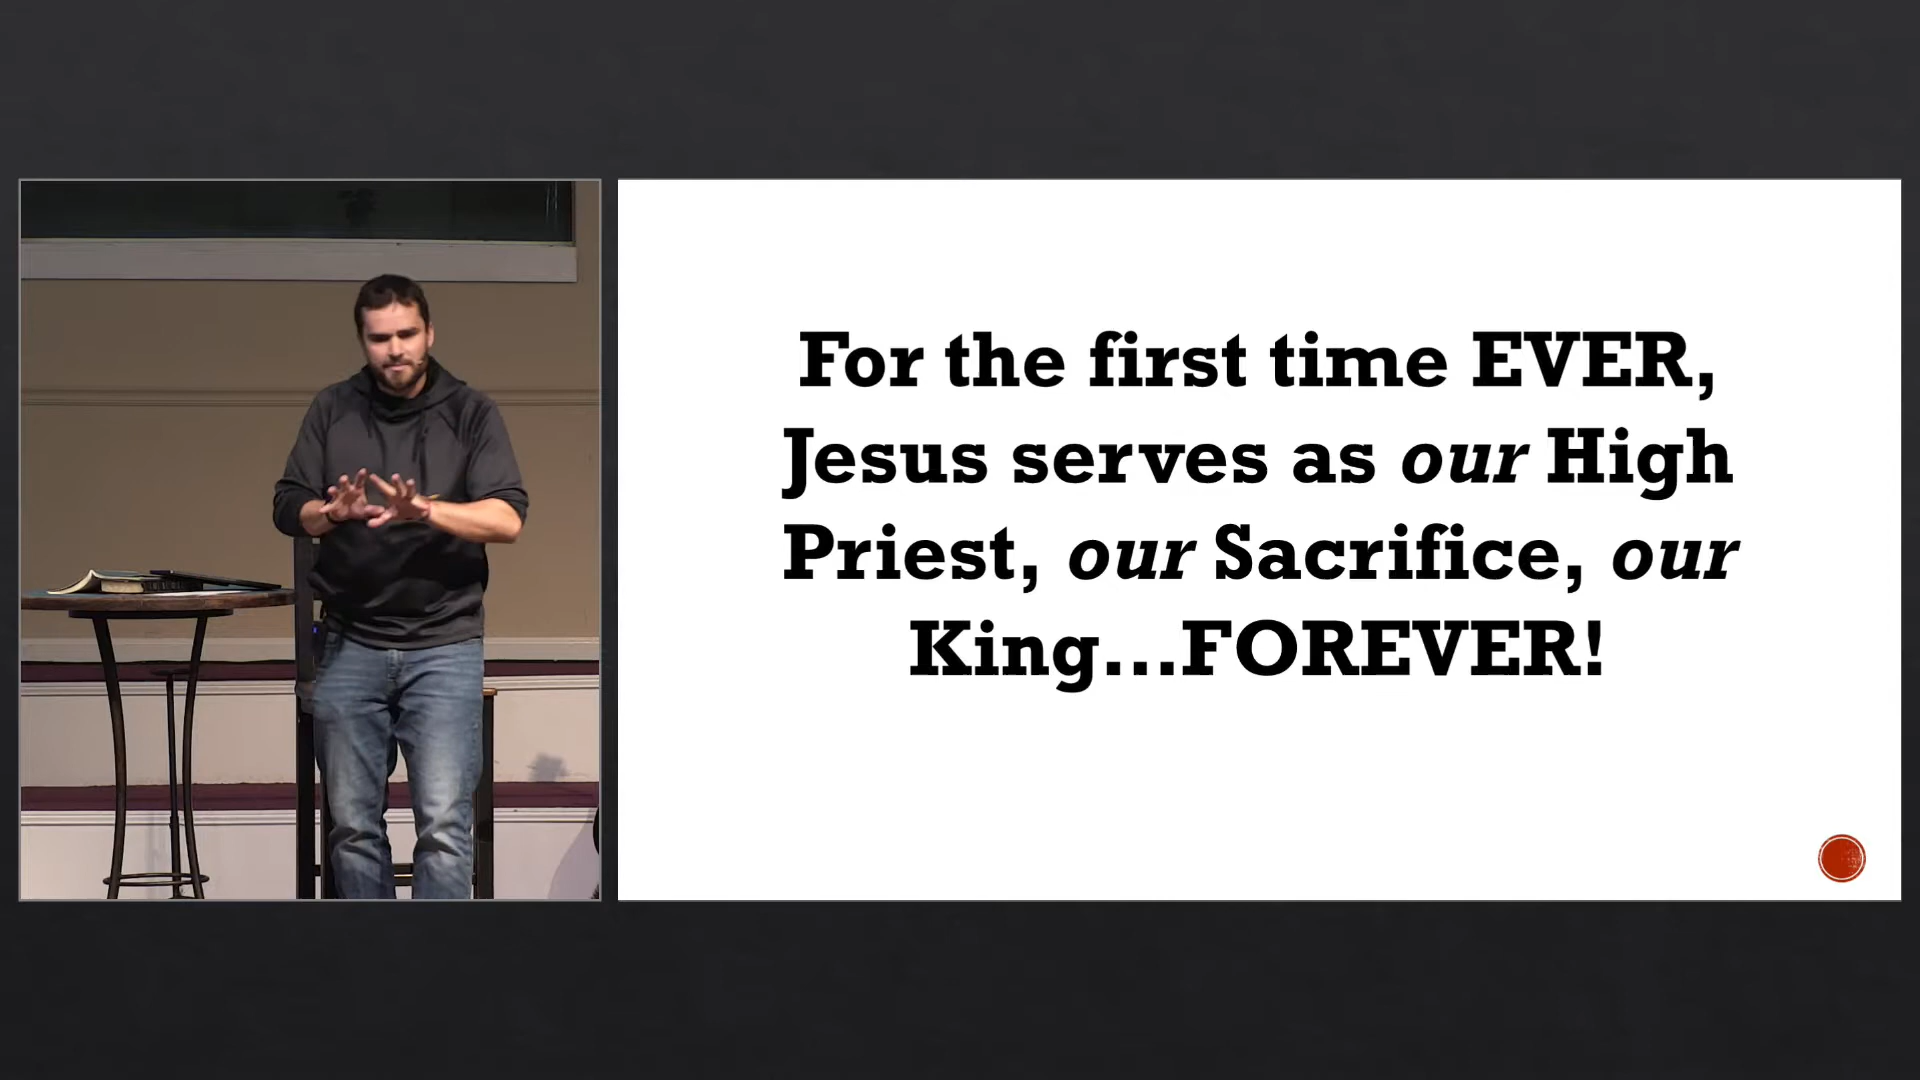 For the first time EVER,
Jesus serves as our High
Priest, our Sacrifice, our
King...FOREVER!